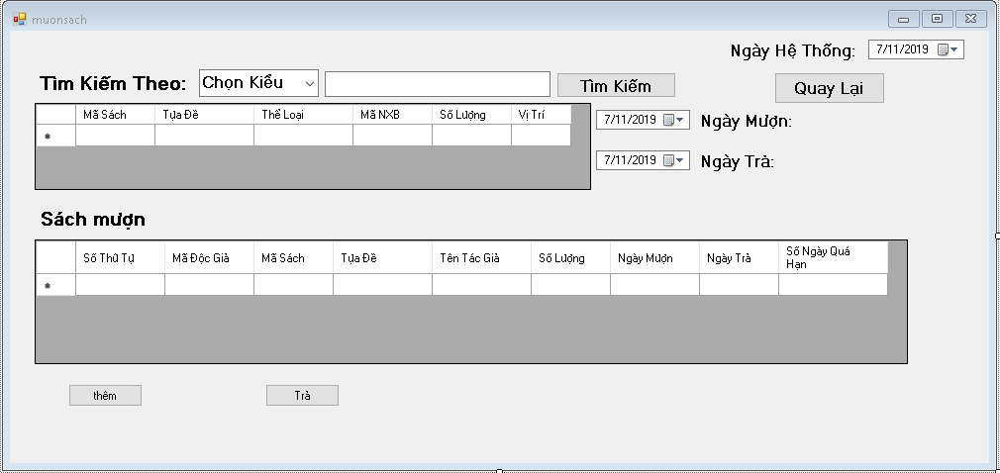 muonsach
Ngày Hệ Thống: 7/11/2019
Tìm Kiếm Theo: Chọn Kiểu Tìm Kiếm Quay Lại
Mã Sách Tựa Đề Thể Loại Mã NXB Số Lượng Vị Trí
7/11/2019 Ngày Mượn:
7/11/2019 Ngày Trả:
Sách mượn
Số Thứ Tự Mã Độc Giả Mã Sách Tựa Đề Tên Tác Giả Số Lượng Ngày Mượn Ngày Trả Số Ngày Quá
Hạn
thêm Trả